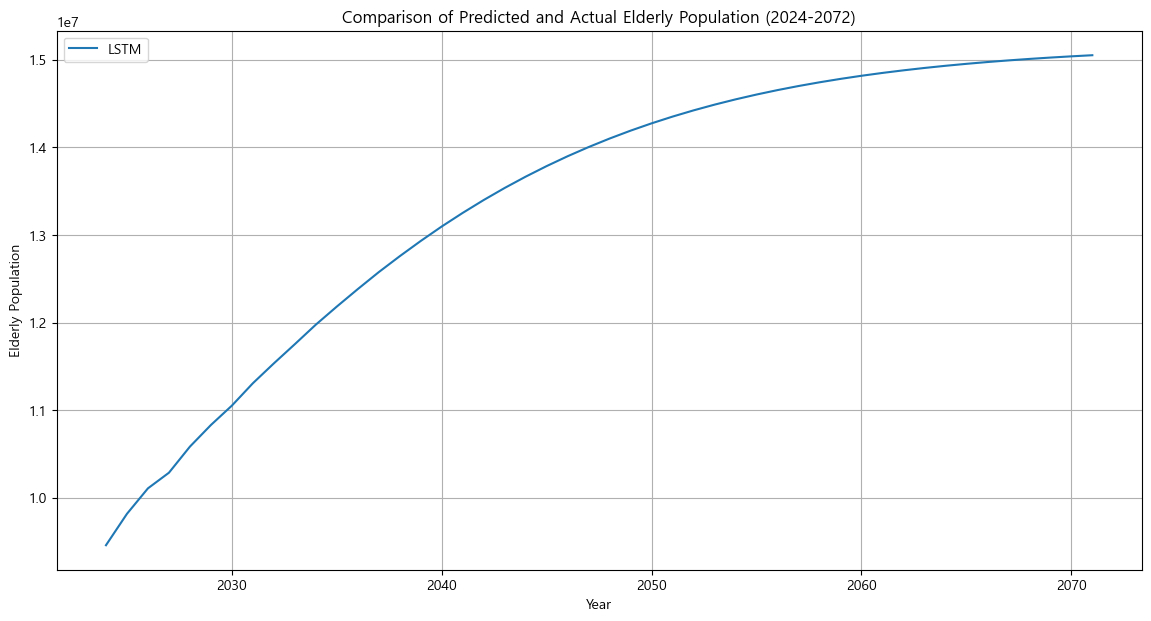 Comparison of Predicted and Actual Elderly Population (2024-2072)
1e7
LSTM
1.5
1.4
1.3
1.2
1.1
1.0
Elderly Population
2030 2040 2050 2060 2070
Year